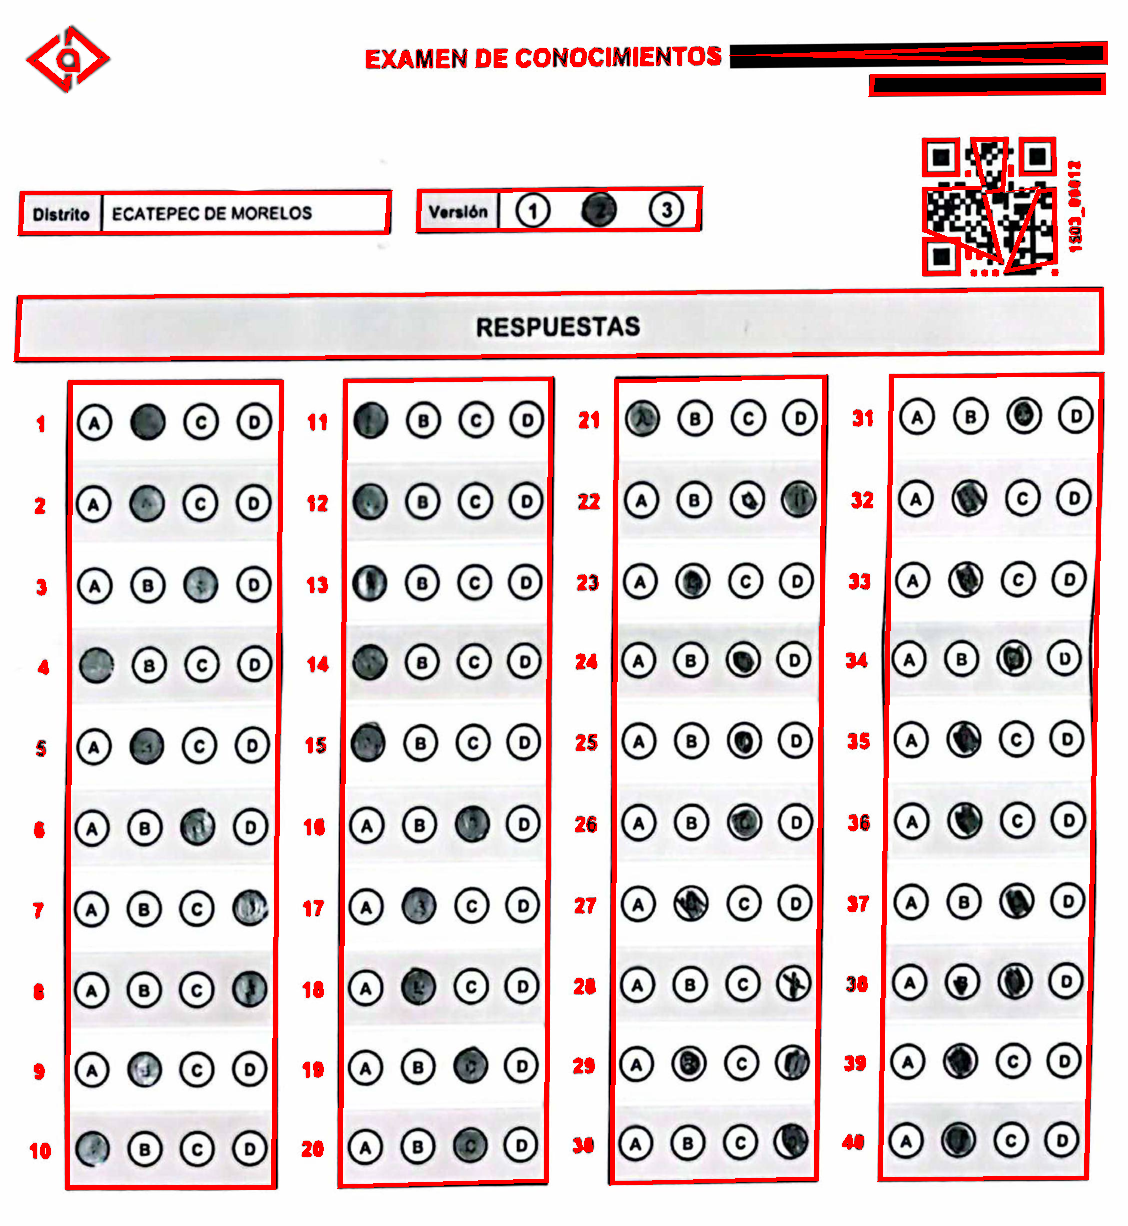 EXAMEN DE CONOCIMIENTOS
Distrito ECATEPEC DE MORELOS
Versión 1 2 3
1503_00012
RESPUESTAS
1 A C D
2 A C D
3 A B D
4 B C D
5 A C D
6 A B D
7 A B C
8 A B C
9 A C D
10 B C D
11 B C D
12 B C D
13 B C D
14 B C D
15 B C D
16 A B D
17 A C D
18 A C D
19 A B C D
20 A B C D
21 A B C D
22 A B C
23 A C D
24 A B D
25 A B D
26 A B C D
27 A C D
28 A B C
29 A B C
30 A B C
31 A B D
32 A C D
33 A C D
34 A B D
35 A C D
36 A C D
37 A B D
38 A B D
39 A C D
40 A C D